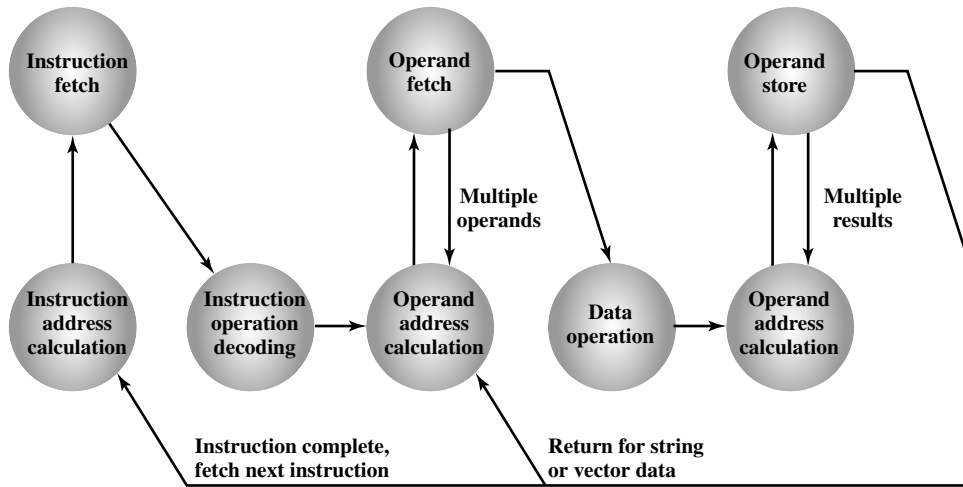 Instruction
fetch
Operand
fetch
Operand
store
Multiple
operands
Multiple
results
Instruction
address
calculation
Instruction
operation
decoding
Operand
address
calculation
Data
operation
Operand
address
calculation
Instruction complete,
fetch next instruction
Return for string
or vector data